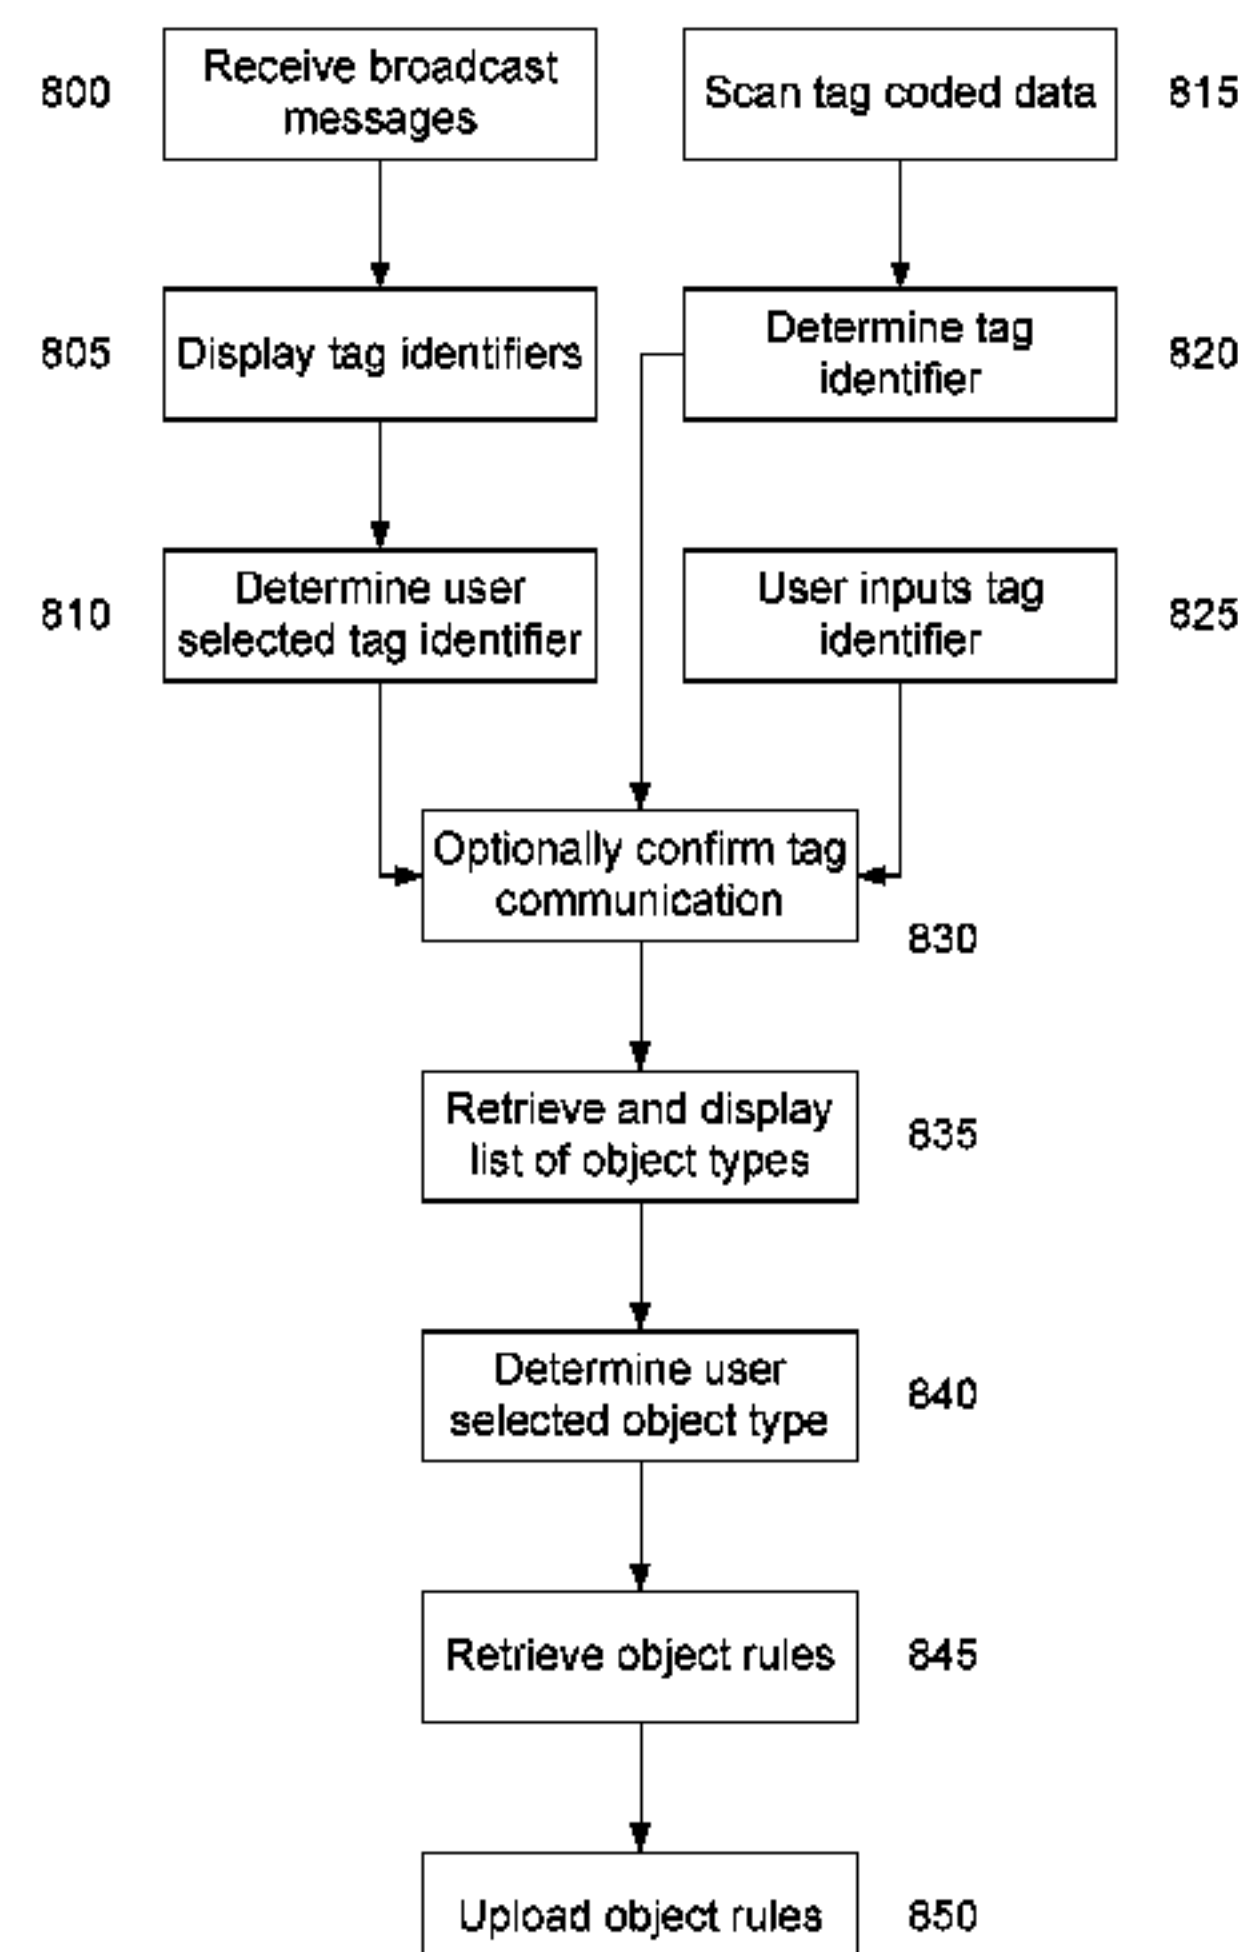 800
Receive broadcast
messages
Scan tag coded data
815
805
Display tag identifiers
Determine tag
identifier
820
810
Determine user
selected tag identifier
User inputs tag
identifier
825
Optionally confirm tag
communication
830
Retrieve and display
list of object types
835
Determine user
selected object type
840
Retrieve object rules
845
Upload object rules
850